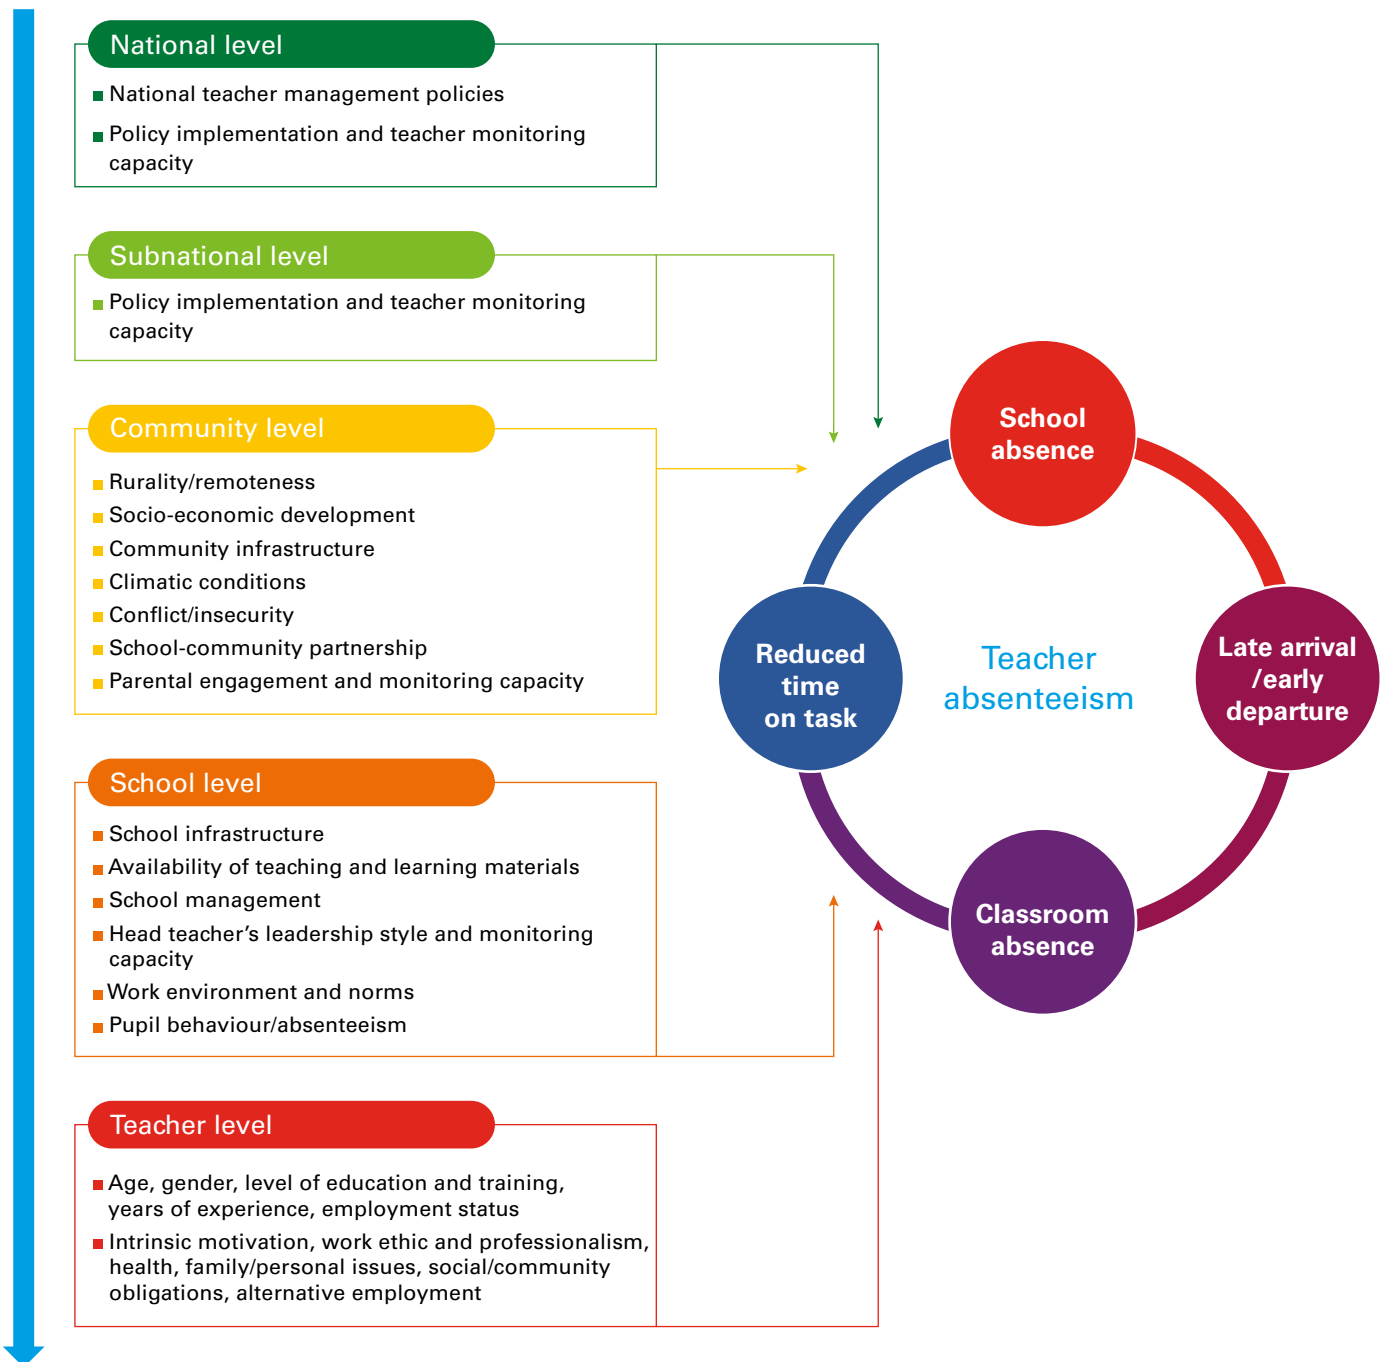 National level
National teacher management policies
Policy implementation and teacher monitoring
capacity
Subnational level
Policy implementation and teacher monitoring
capacity
Community level
Rurality/remoteness
Socio-economic development
Community infrastructure
Climatic conditions
Conflict/insecurity
School-community partnership
Parental engagement and monitoring capacity
School level
School infrastructure
Availability of teaching and learning materials
School management
Head teacher's leadership style and monitoring
capacity
Work environment and norms
Pupil behaviour/absenteeism
Teacher level
Age, gender, level of education and training,
years of experience, employment status
Intrinsic motivation, work ethic and professionalism,
health, family/personal issues, social/community
obligations, alternative employment
School
absence
Late arrival
/early
departure
Classroom
absence
Reduced
time
on task
Teacher
absenteeism